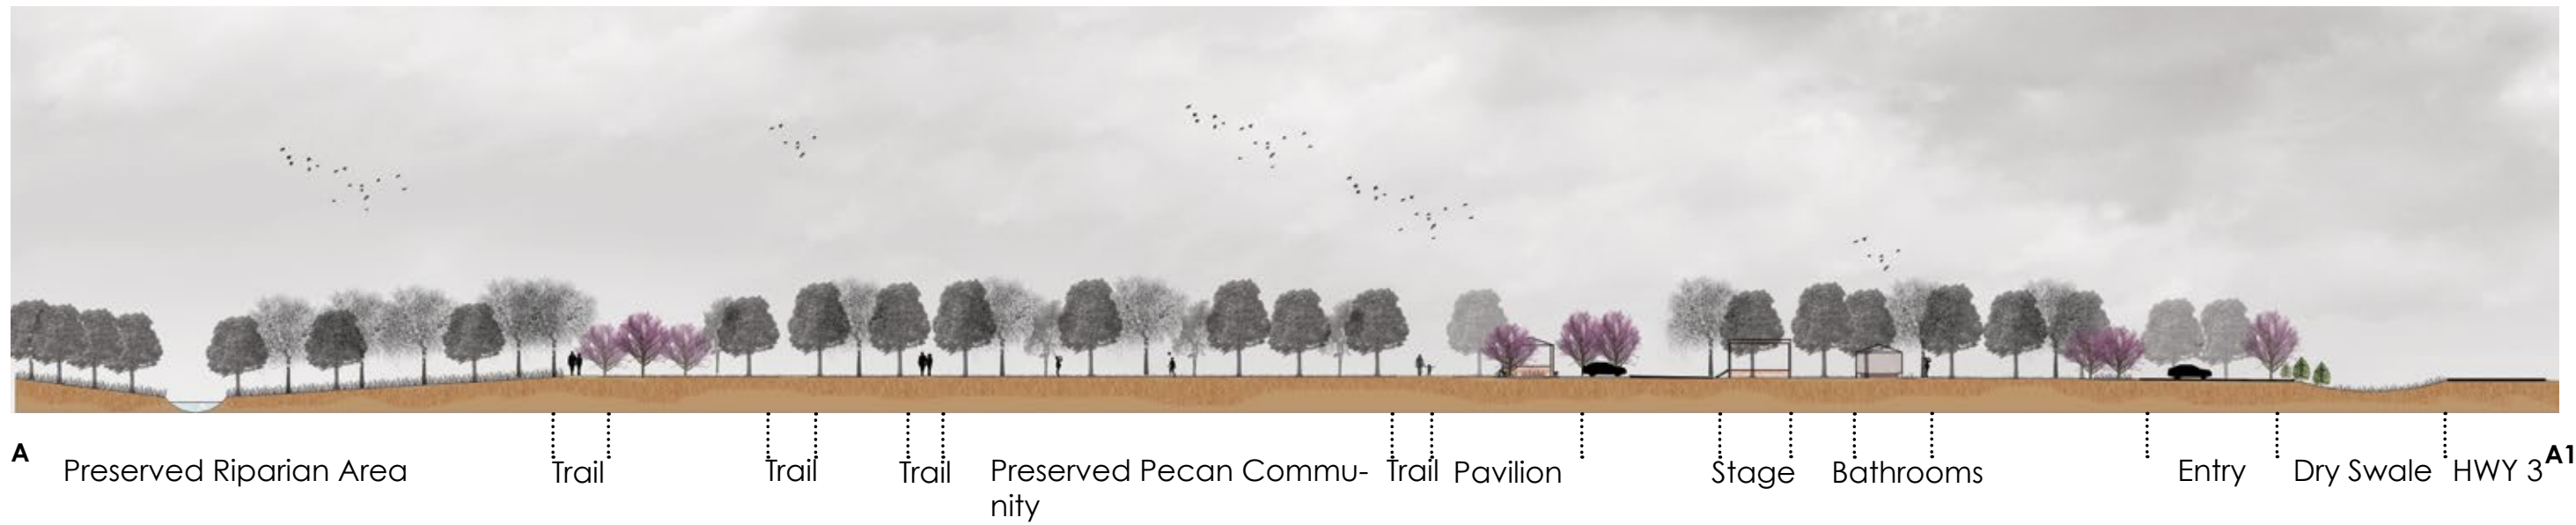 A
Preserved Riparian Area
Trail
Trail
Trail
Preserved Pecan Commu-
nity
Trail
Pavilion
Stage
Bathrooms
Entry
Dry Swale
HWY 3
A1